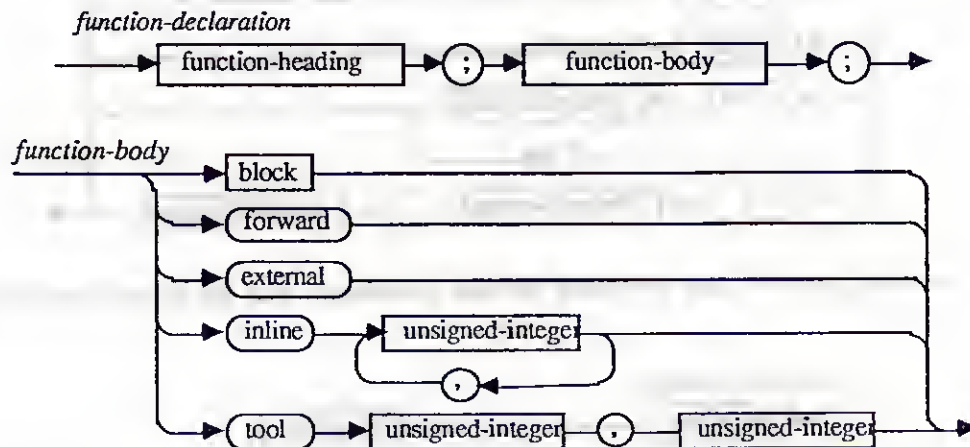 function-declaration
function-heading ; function-body ;
function-body
block
forward
external
inline unsigned-integer
,
tool unsigned-integer , unsigned-integer